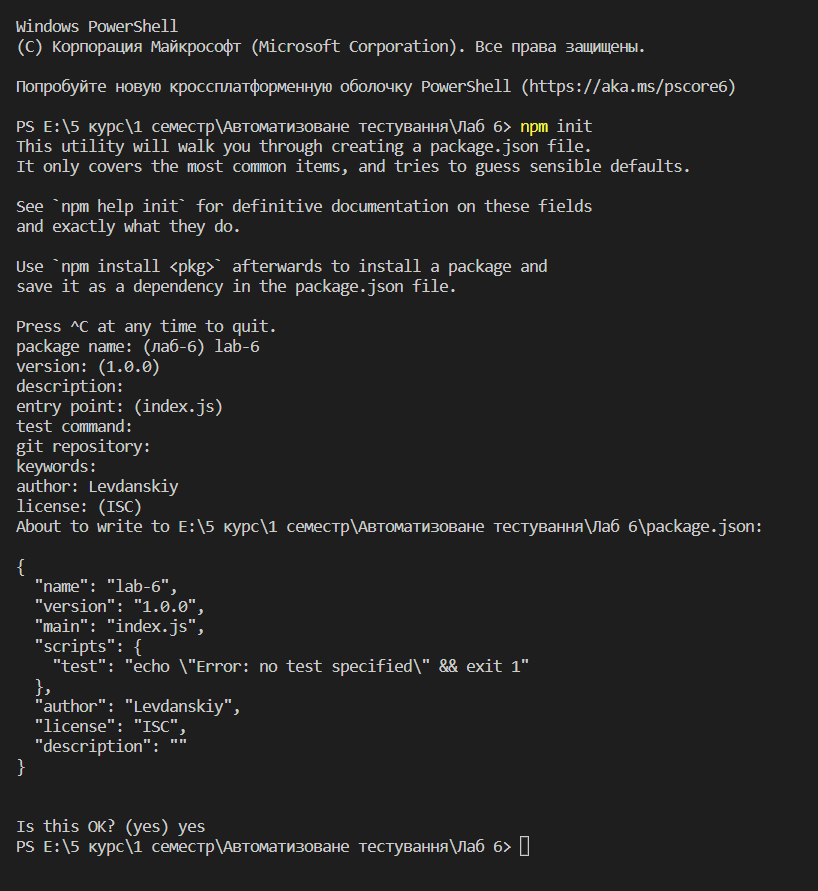 Windows PowerShell
(C) Корпорация Майкрософт (Microsoft Corporation). Все права защищены.
Попробуйте новую кроссплатформенную оболочку PowerShell (https://aka.ms/pscore6)
PS E:\5 курс\1 семестр\Автоматизоване тестування\Лаб 6> npm init
This utility will walk you through creating a package.json file.
It only covers the most common items, and tries to guess sensible defaults.
See `npm help init` for definitive documentation on these fields
and exactly what they do.
Use `npm install <pkg>` afterwards to install a package and
save it as a dependency in the package.json file.
Press ^C at any time to quit.
package name: (лаб-6) lab-6
version: (1.0.0)
description:
entry point: (index.js)
test command:
git repository:
keywords:
author: Levdanskiy
license: (ISC)
About to write to E:\5 курс\1 семестр\Автоматизоване тестування\Лаб 6\package.json:
{
  "name": "lab-6",
  "version": "1.0.0",
  "main": "index.js",
  "scripts": {
    "test": "echo \"Error: no test specified\" && exit 1"
  },
  "author": "Levdanskiy",
  "license": "ISC",
  "description": ""
}
Is this OK? (yes) yes
PS E:\5 курс\1 семестр\Автоматизоване тестування\Лаб 6>